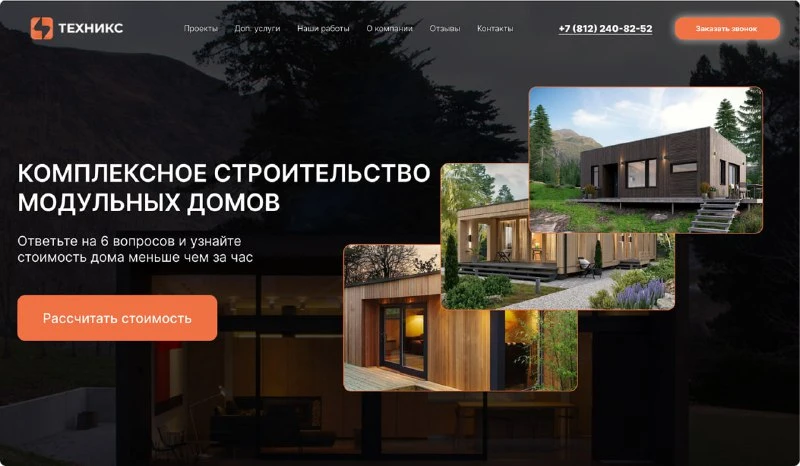 ТЕХНИКС
Проекты
Доп. услуги
Наши работы
О компании
Отзывы
Контакты
+7 (812) 240-82-52
Заказать звонок
КОМПЛЕКСНОЕ СТРОИТЕЛЬСТВО
МОДУЛЬНЫХ ДОМОВ
Ответьте на 6 вопросов и узнайте
стоимость дома меньше чем за час
Рассчитать стоимость